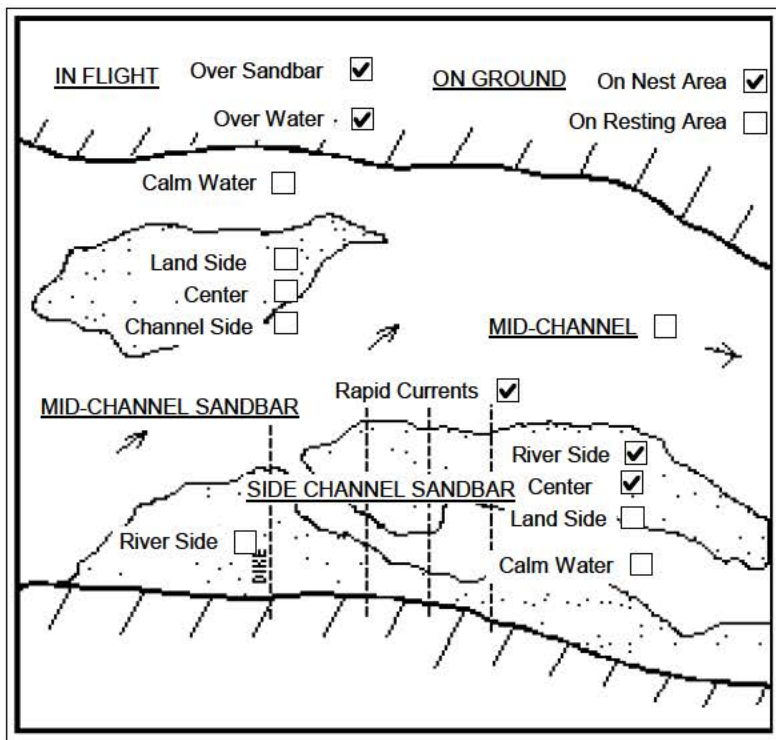 IN FLIGHT
Over Sandbar
ON GROUND
On Nest Area
Over Water
On Resting Area
Calm Water
Land Side
Center
Channel Side
MID-CHANNEL
Rapid Currents
MID-CHANNEL SANDBAR
River Side
SIDE CHANNEL SANDBAR
Center
Land Side
River Side
DIKE
Calm Water